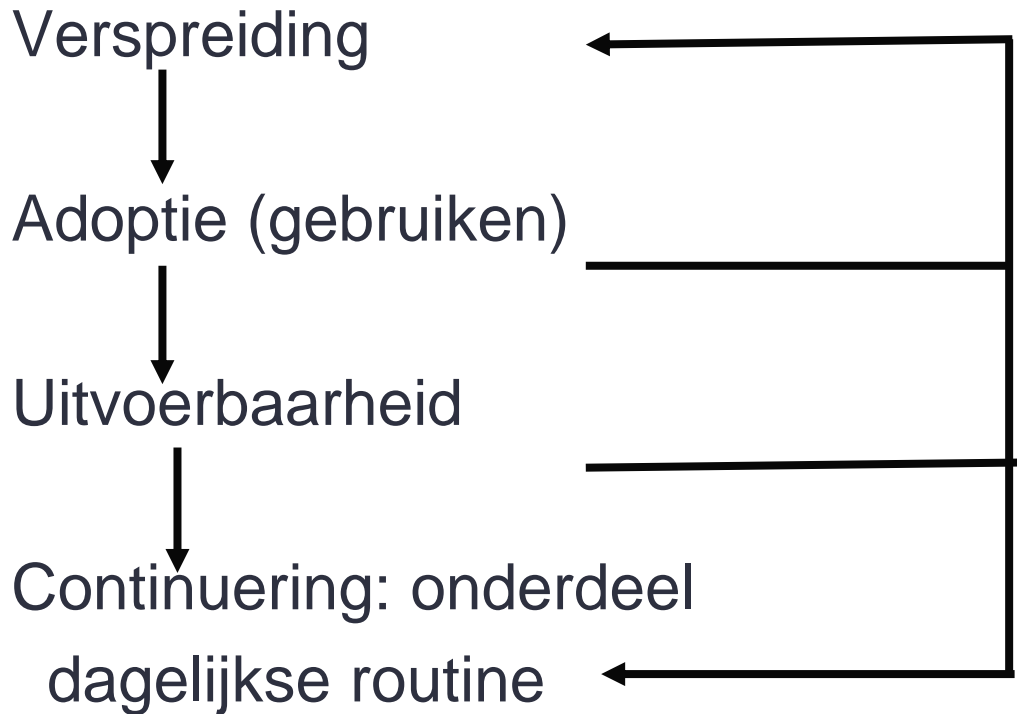 Verspreiding
Adoptie (gebruiken)
Uitvoerbaarheid
Continuering: onderdeel
dagelijkse routine